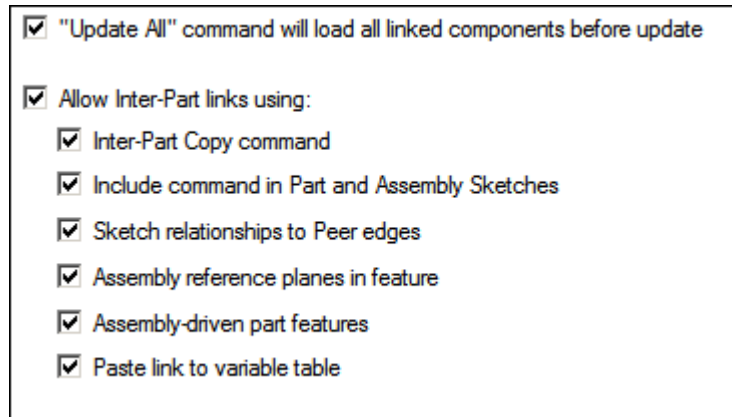 "Update All" command will load all linked components before update
Allow Inter-Part links using:
Inter-Part Copy command
Include command in Part and Assembly Sketches
Sketch relationships to Peer edges
Assembly reference planes in feature
Assembly-driven part features
Paste link to variable table